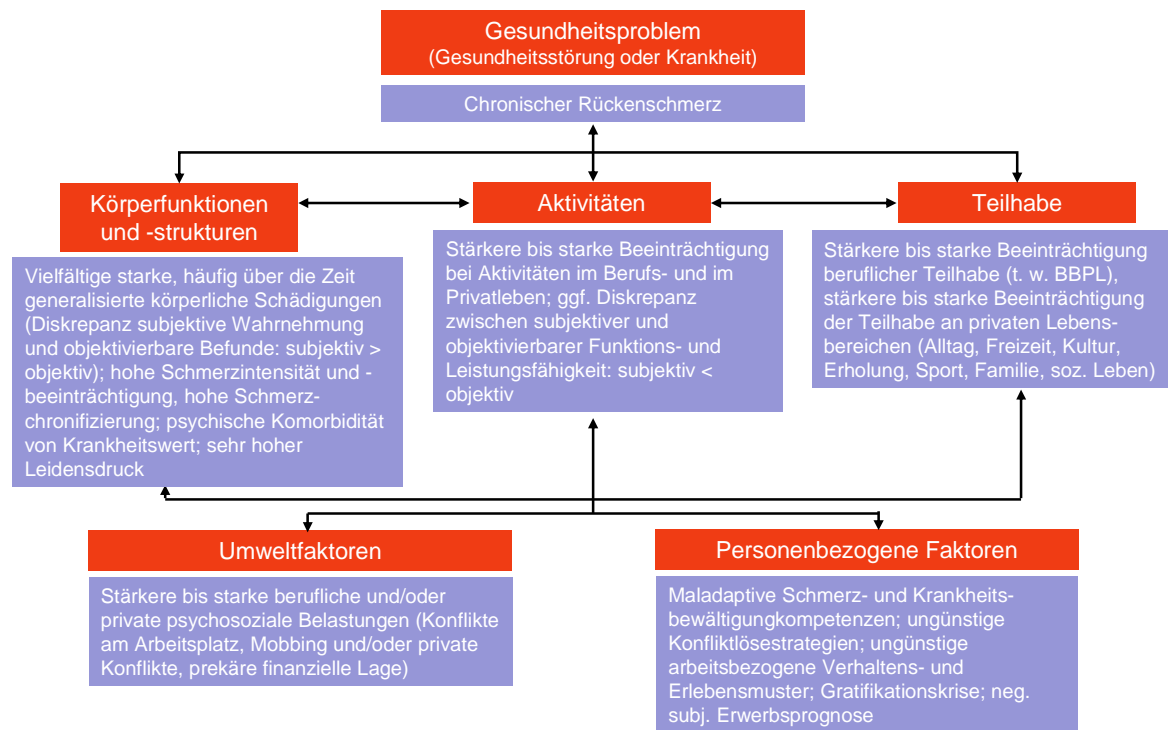 Gesundheitsproblem
(Gesundheitsstörung oder Krankheit)
Chronischer Rückenschmerz
Körperfunktionen
und -strukturen
Vielfältige starke, häufig über die Zeit
generalisierte körperliche Schädigungen
(Diskrepanz subjektive Wahrnehmung
und objektivierbare Befunde: subjektiv >
objektiv); hohe Schmerzintensität und -
beeinträchtigung, hohe Schmerz-
chronifizierung; psychische Komorbidität
von Krankheitswert; sehr hoher
Leidensdruck
Aktivitäten
Stärkere bis starke Beeinträchtigung
bei Aktivitäten im Berufs- und im
Privatleben; ggf. Diskrepanz
zwischen subjektiver und
objektivierbarer Funktions- und
Leistungsfähigkeit: subjektiv <
objektiv
Teilhabe
Stärkere bis starke Beeinträchtigung
beruflicher Teilhabe (t. w. BBPL),
stärkere bis starke Beeinträchtigung
der Teilhabe an privaten Lebens-
bereichen (Alltag, Freizeit, Kultur,
Erholung, Sport, Familie, soz. Leben)
Umweltfaktoren
Stärkere bis starke berufliche und/oder
private psychosoziale Belastungen (Konflikte
am Arbeitsplatz, Mobbing und/oder private
Konflikte, prekäre finanzielle Lage)
Personenbezogene Faktoren
Maladaptive Schmerz- und Krankheits-
bewältigungkompetenzen; ungünstige
Konfliktlösestrategien; ungünstige
arbeitsbezogene Verhaltens- und
Erlebensmuster; Gratifikationskrise; neg.
subj. Erwerbsprognose